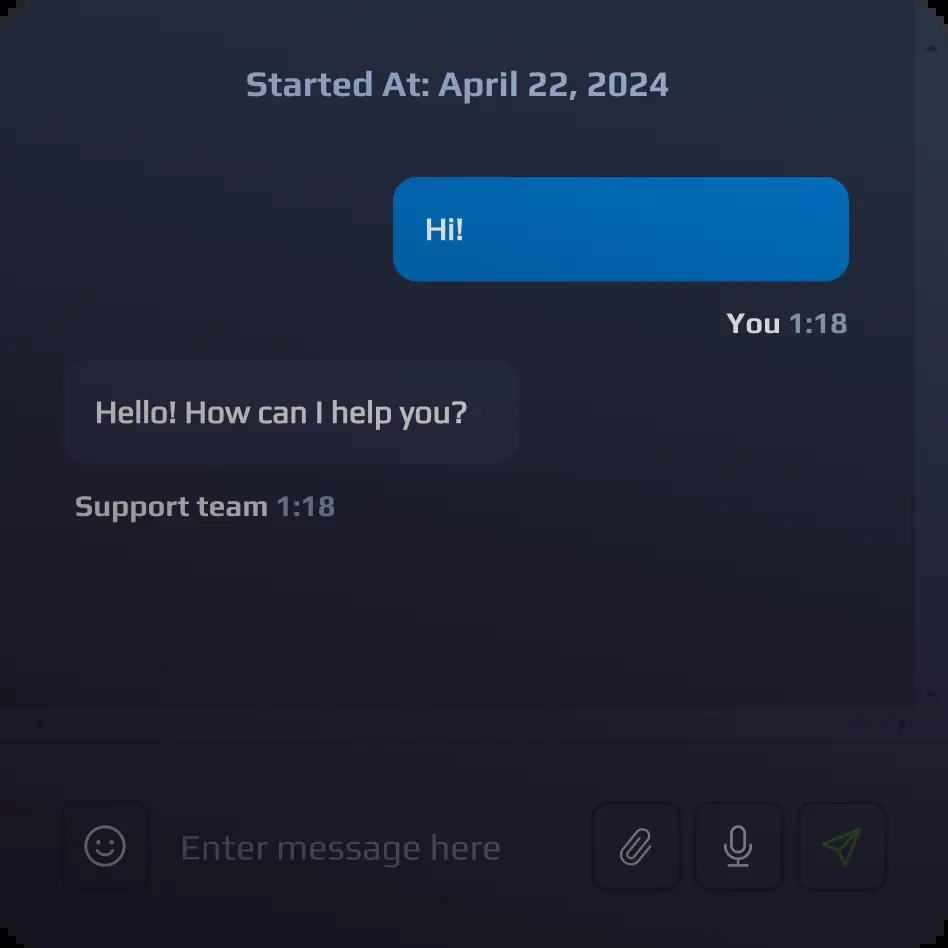 Started At: April 22, 2024
Hi!
You 1:18
Hello! How can I help you?
Support team 1:18
Enter message here